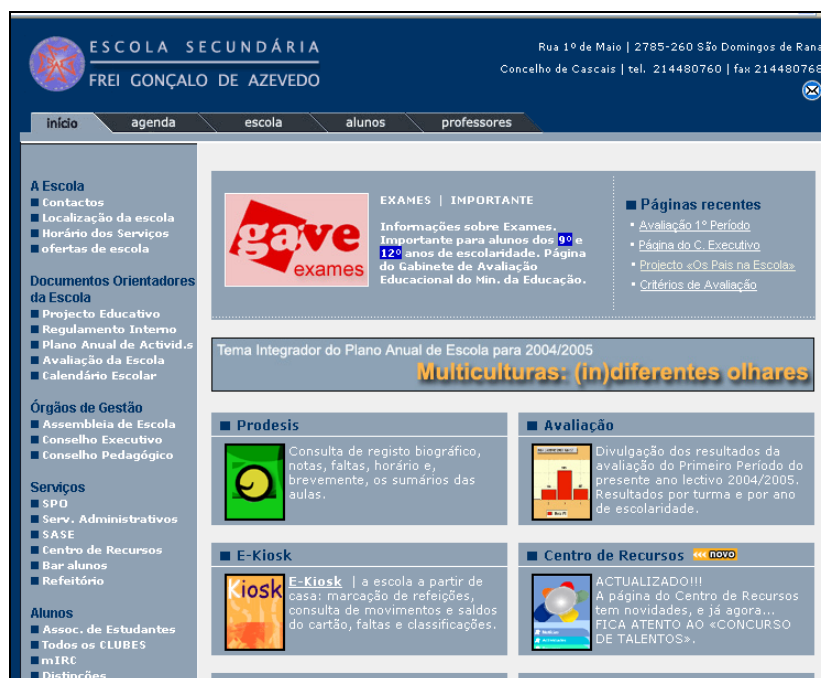 ESCOLA SECUNDÁRIA
FREI GONÇALO DE AZEVEDO
Rua 1º de Maio | 2785-260 São Domingos de Rana
Concelho de Cascais | tel. 214480760 | fax 214480768
início
agenda
escola
alunos
professores
A Escola
Contactos
Localização da escola
Horário dos Serviços
ofertas de escola
Documentos Orientadores
da Escola
Projecto Educativo
Regulamento Interno
Plano Anual de Activid.s
Avaliação da Escola
Calendário Escolar
Órgãos de Gestão
Assembleia de Escola
Conselho Executivo
Conselho Pedagógico
Serviços
SPO
Serv. Administrativos
SASE
Centro de Recursos
Bar alunos
Refeitório
Alunos
Assoc. de Estudantes
Todos os CLUBES
mIRC
Distinções
gave
exames
EXAMES | IMPORTANTE
Informações sobre Exames.
Importante para alunos dos 9º e
12º anos de escolaridade. Página
do Gabinete de Avaliação
Educacional do Min. da Educação.
Páginas recentes
Avaliação 1º Período
Página do C. Executivo
Projecto «Os Pais na Escola»
Critérios de Avaliação
Tema Integrador do Plano Anual de Escola para 2004/2005
Multiculturas: (in)diferentes olhares
Prodesis
Consulta de registo biográfico,
notas, faltas, horário e,
brevemente, os sumários das
aulas.
Avaliação
Divulgação dos resultados da
avaliação do Primeiro Período do
presente ano lectivo 2004/2005.
Resultados por turma e por ano
de escolaridade.
E-Kiosk
Kiosk
E-Kiosk | a escola a partir de
casa: marcação de refeições,
consulta de movimentos e saldos
do cartão, faltas e classificações.
Centro de Recursos <<< novo
ACTUALIZADO!!!
A página do Centro de Recursos
tem novidades, e já agora...
FICA ATENTO AO «CONCURSO
DE TALENTOS».